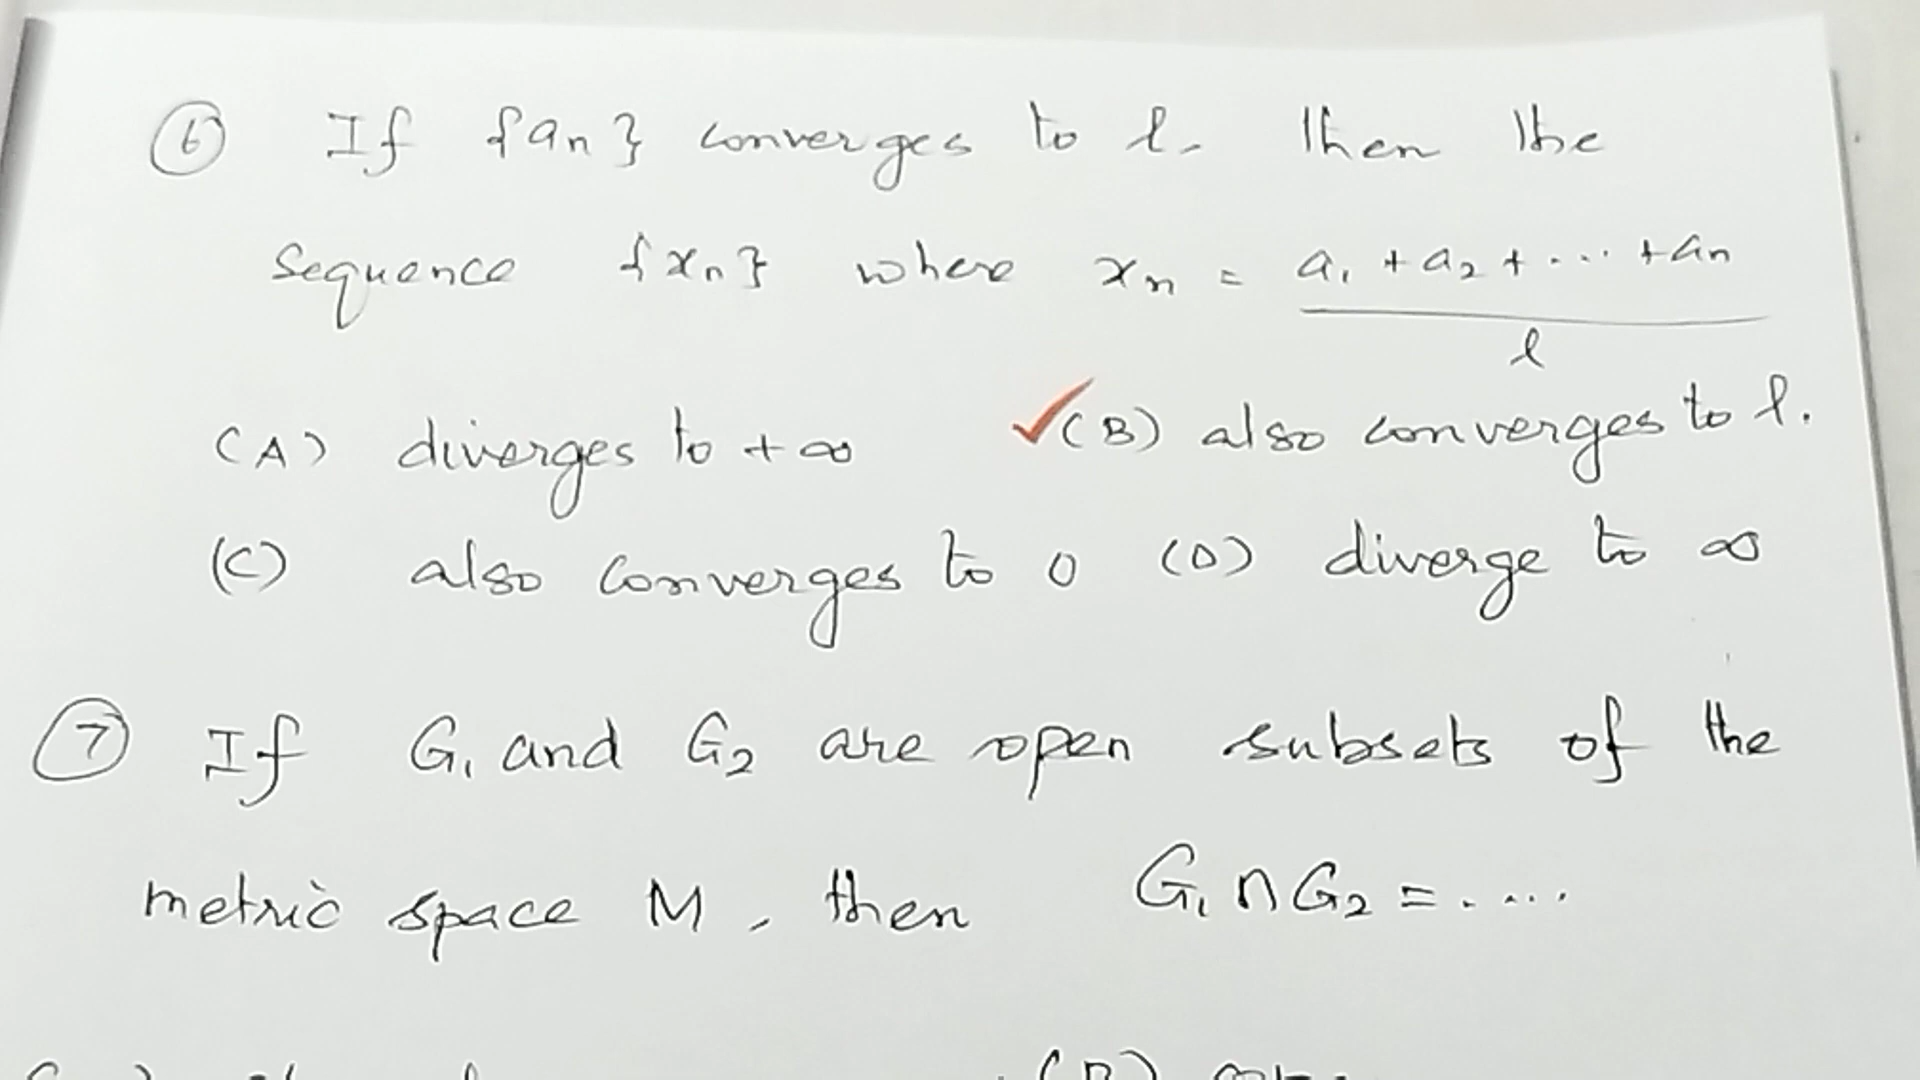 ⑥ If {an} converges to l. Then the
sequence {xn} where xn = a1 + a2 + ... + an / l
(A) diverges to +∞ ✓(B) also converges to l.
(C) also converges to 0 (D) diverge to ∞
⑦ If G1 and G2 are open subsets of the
metric space M, then G1 ∩ G2 = .....